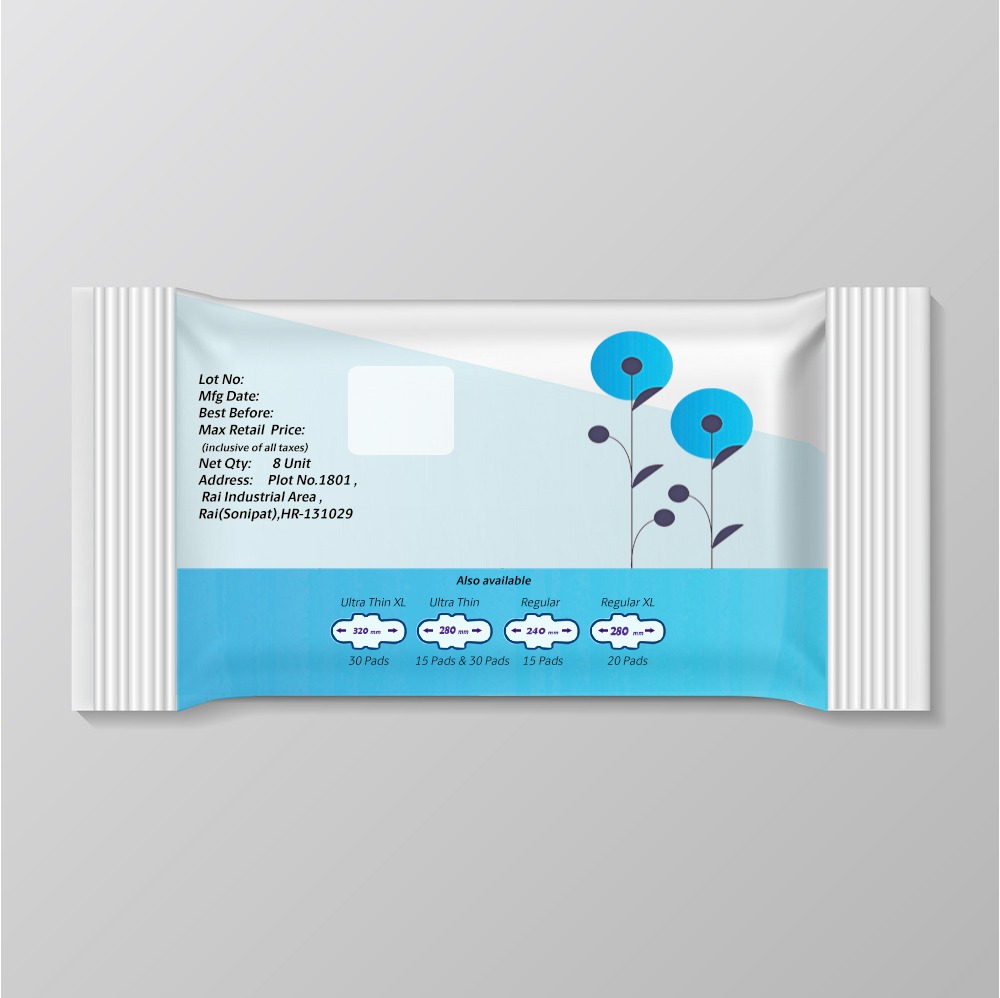 Lot No:
Mfg Date:
Best Before:
Max Retail Price:
(inclusive of all taxes)
Net Qty: 8 Unit
Address: Plot No.1801 ,
Rai Industrial Area ,
Rai(Sonipat),HR-131029
Also available
Ultra Thin XL Ultra Thin Regular Regular XL
320 mm 280 mm 240 mm 280 mm
30 Pads 15 Pads & 30 Pads 15 Pads 20 Pads